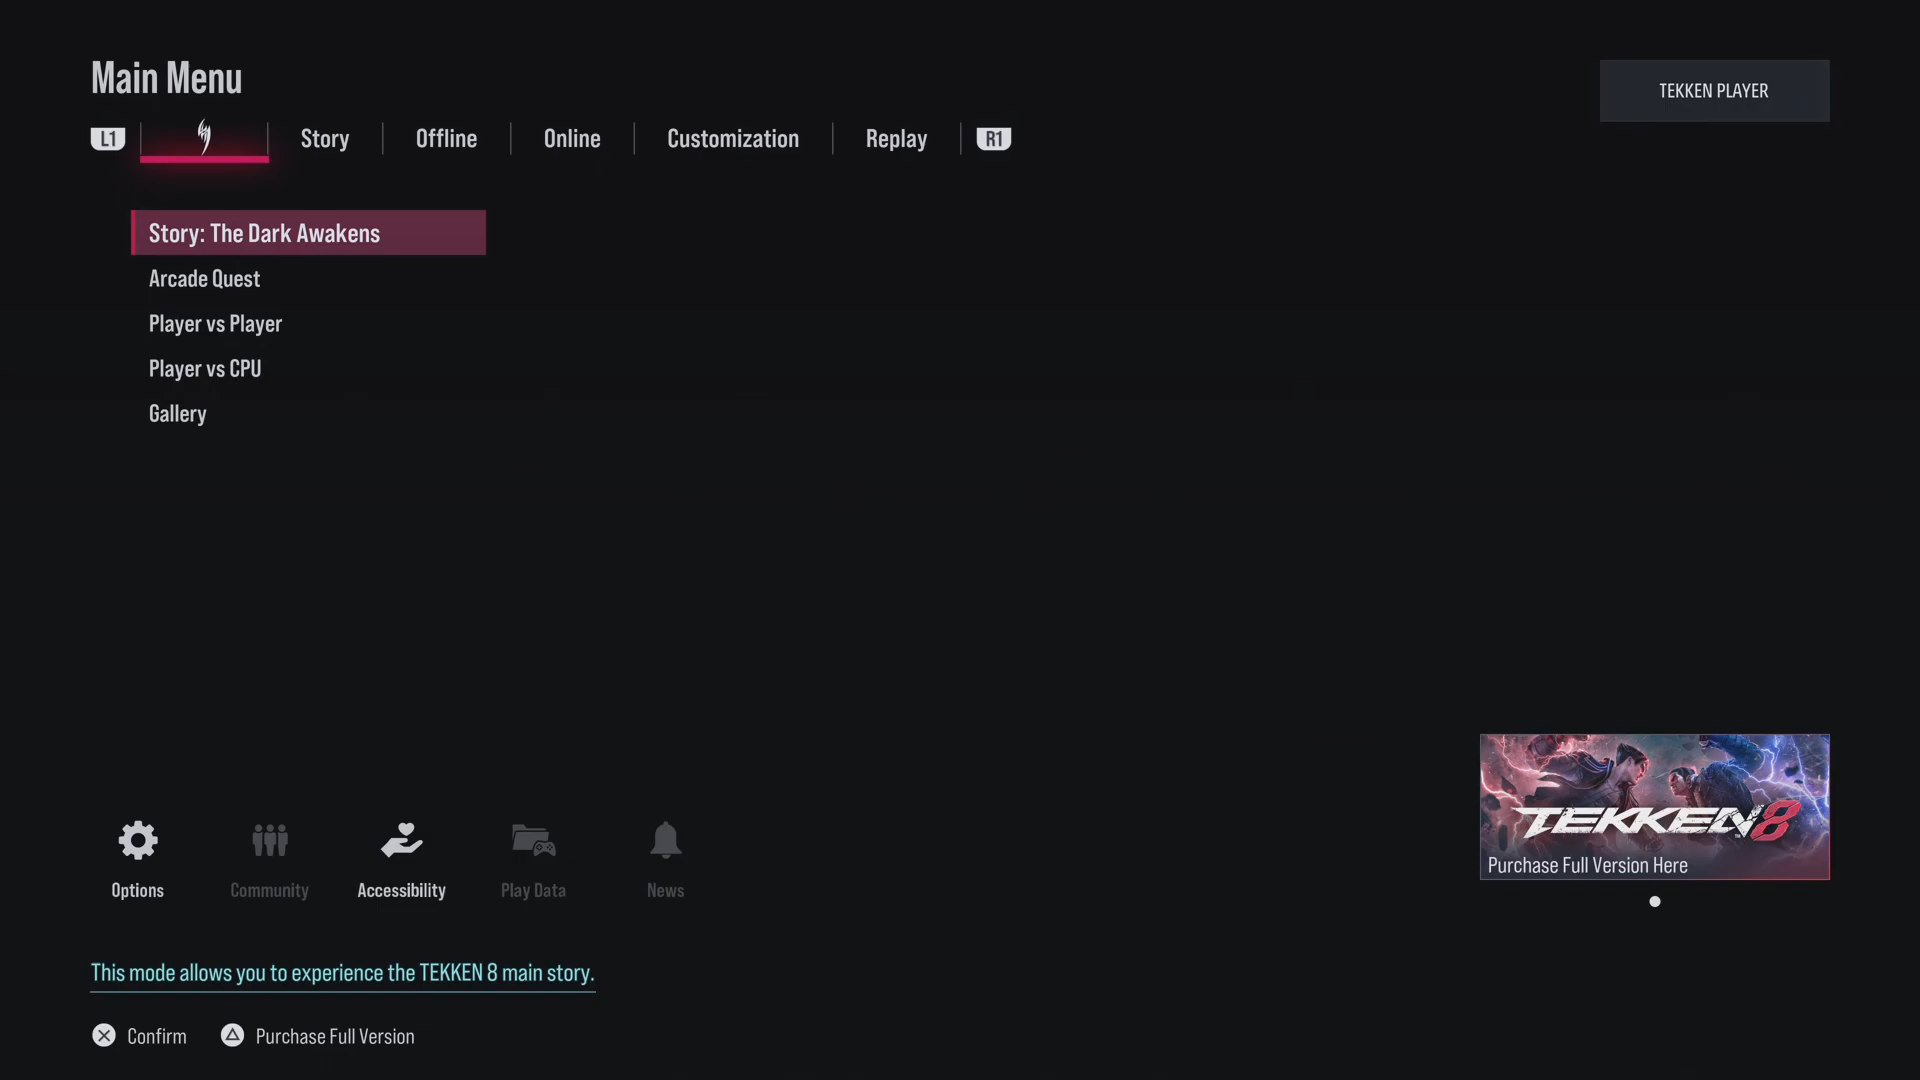 Main Menu
TEKKEN PLAYER
L1 Story Offline Online Customization Replay R1
Story: The Dark Awakens
Arcade Quest
Player vs Player
Player vs CPU
Gallery
TEKKEN 8
Purchase Full Version Here
Options Community Accessibility Play Data News
This mode allows you to experience the TEKKEN 8 main story.
Confirm Purchase Full Version